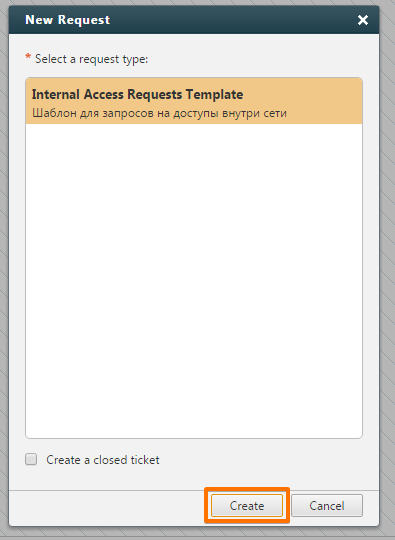 New Request
* Select a request type:
Internal Access Requests Template
Шаблон для запросов на доступы внутри сети
Create a closed ticket
Create
Cancel